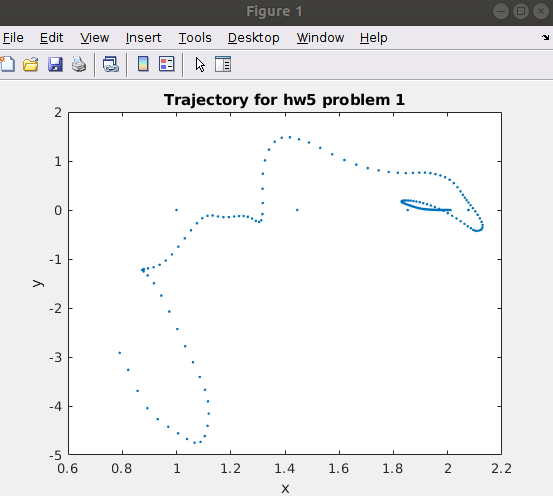 Figure 1
File Edit View Insert Tools Desktop Window Help
Trajectory for hw5 problem 1
2
1
0
-1
-2
-3
-4
-5
y
0.6 0.8 1 1.2 1.4 1.6 1.8 2 2.2
x